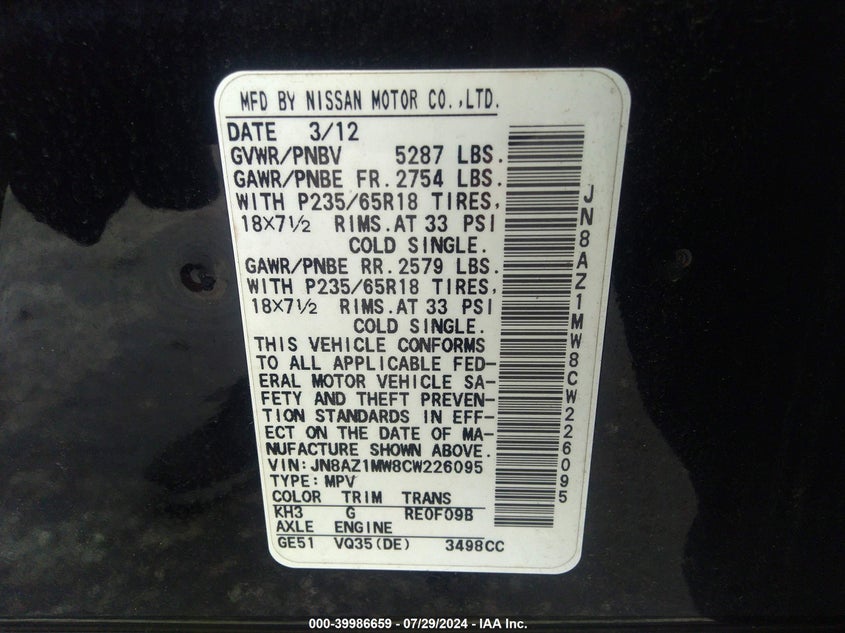 MFD BY NISSAN MOTOR CO.,LTD.
DATE 3/12
GVWR/PNBV 5287 LBS.
GAWR/PNBE FR. 2754 LBS.
WITH P235/65R18 TIRES,
18X7½ RIMS.AT 33 PSI
COLD SINGLE.
GAWR/PNBE RR. 2579 LBS.
WITH P235/65R18 TIRES,
18X7½ RIMS.AT 33 PSI
COLD SINGLE.
THIS VEHICLE CONFORMS
TO ALL APPLICABLE FED-
ERAL MOTOR VEHICLE SA-
FETY AND THEFT PREVEN-
TION STANDARDS IN EFF-
ECT ON THE DATE OF MA-
NUFACTURE SHOWN ABOVE.
VIN:JN8AZ1MW8CW226095
TYPE:MPV
COLOR TRIM TRANS
KH3 G RE0F09B
AXLE ENGINE
GE51 VQ35(DE) 3498CC
JN8AZ1MW8CW226095
000-39986659 - 07/29/2024 - IAA Inc.